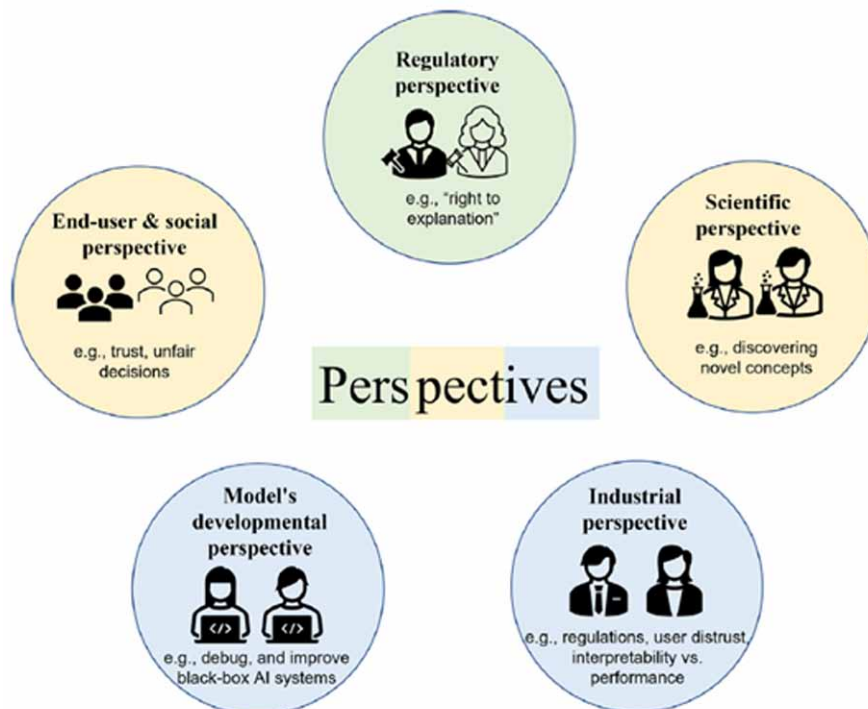 Regulatory
perspective
e.g., "right to
explanation"
End-user & social
perspective
e.g., trust, unfair
decisions
Scientific
perspective
e.g., discovering
novel concepts
Perspectives
Model's
developmental
perspective
</>
</>
e.g., debug, and improve
black-box AI systems
Industrial
perspective
e.g., regulations, user distrust,
interpretability vs.
performance